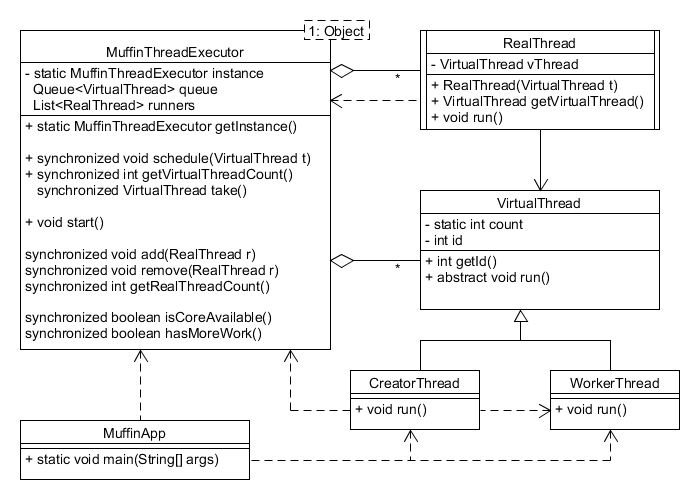 1: Object
MuffinThreadExecutor
- static MuffinThreadExecutor instance
Queue<VirtualThread> queue
List<RealThread> runners
+ static MuffinThreadExecutor getInstance()
+ synchronized void schedule(VirtualThread t)
+ synchronized int getVirtualThreadCount()
synchronized VirtualThread take()
+ void start()
synchronized void add(RealThread r)
synchronized void remove(RealThread r)
synchronized int getRealThreadCount()
synchronized boolean isCoreAvailable()
synchronized boolean hasMoreWork()
*
*
RealThread
- VirtualThread vThread
+ RealThread(VirtualThread t)
+ VirtualThread getVirtualThread()
+ void run()
VirtualThread
- static int count
- int id
+ int getId()
+ abstract void run()
CreatorThread
+ void run()
WorkerThread
+ void run()
MuffinApp
+ static void main(String[] args)